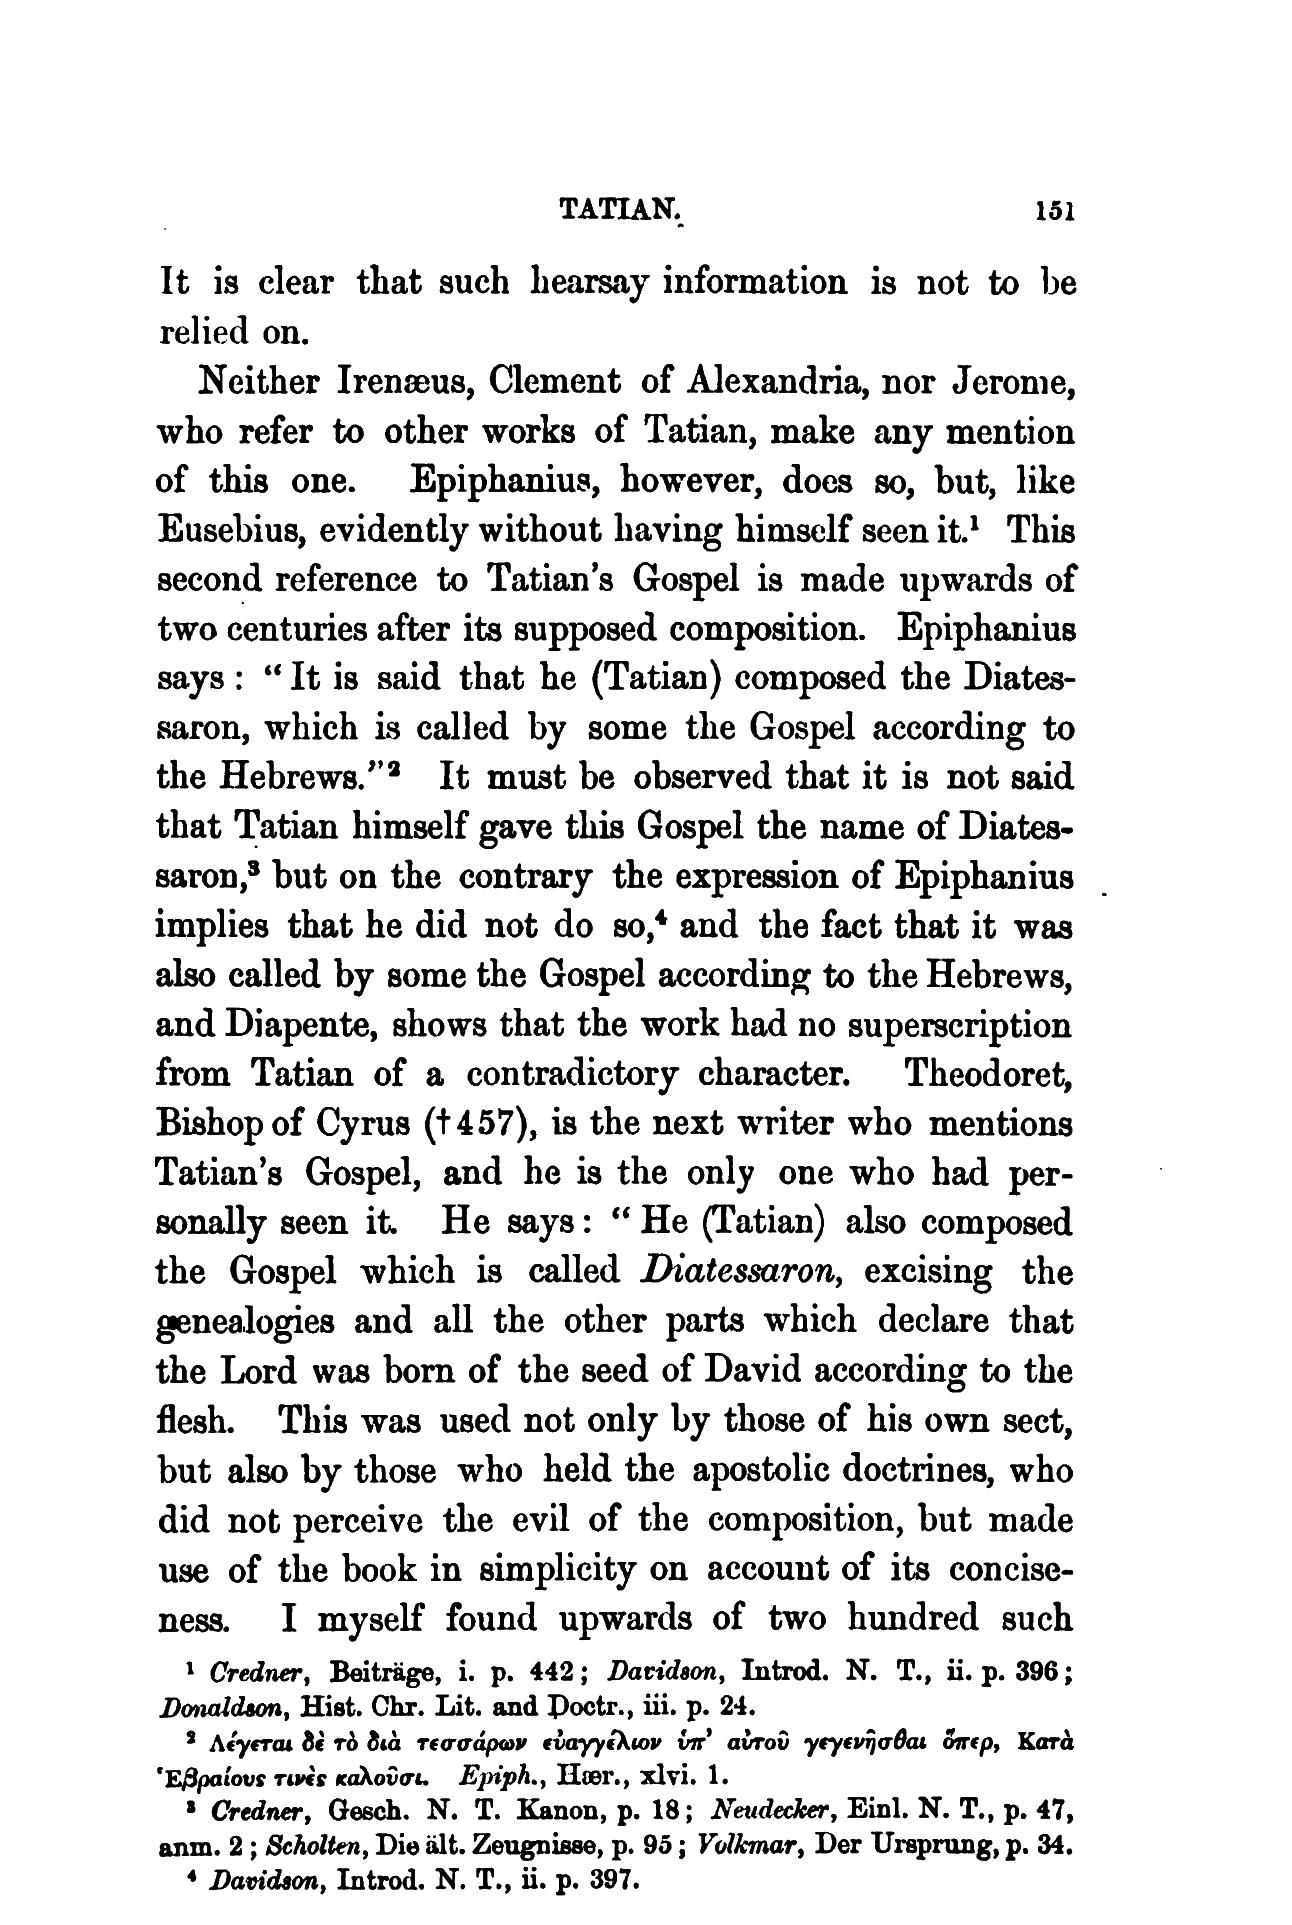 TATIAN. 151
It is clear that such hearsay information is not to be
relied on.
Neither Irenæus, Clement of Alexandria, nor Jerome,
who refer to other works of Tatian, make any mention
of this one. Epiphanius, however, does so, but, like
Eusebius, evidently without having himself seen it.¹ This
second reference to Tatian's Gospel is made upwards of
two centuries after its supposed composition. Epiphanius
says : “ It is said that he (Tatian) composed the Diates-
saron, which is called by some the Gospel according to
the Hebrews.”² It must be observed that it is not said
that Tatian himself gave this Gospel the name of Diates-
saron,³ but on the contrary the expression of Epiphanius
implies that he did not do so,⁴ and the fact that it was
also called by some the Gospel according to the Hebrews,
and Diapente, shows that the work had no superscription
from Tatian of a contradictory character. Theodoret,
Bishop of Cyrus (†457), is the next writer who mentions
Tatian's Gospel, and he is the only one who had per-
sonally seen it. He says : “ He (Tatian) also composed
the Gospel which is called Diatessaron, excising the
genealogies and all the other parts which declare that
the Lord was born of the seed of David according to the
flesh. This was used not only by those of his own sect,
but also by those who held the apostolic doctrines, who
did not perceive the evil of the composition, but made
use of the book in simplicity on account of its concise-
ness. I myself found upwards of two hundred such
¹ Credner, Beiträge, i. p. 442 ; Davidson, Introd. N. T., ii. p. 396 ;
Donaldson, Hist. Chr. Lit. and Doctr., iii. p. 24.
² Λέγεται δὲ τὸ διὰ τεσσάρων εὐαγγέλιων ὑπ’ αὐτοῦ γεγενῆσθαι ὅπερ, Κατὰ
Ἑβραίους τινὲς καλοῦσι. Epiph., Hær., xlvi. 1.
³ Credner, Gesch. N. T. Kanon, p. 18 ; Neudecker, Einl. N. T., p. 47,
anm. 2 ; Scholten, Die ält. Zeugnisse, p. 95 ; Volkmar, Der Ursprung, p. 34.
⁴ Davidson, Introd. N. T., ii. p. 397.